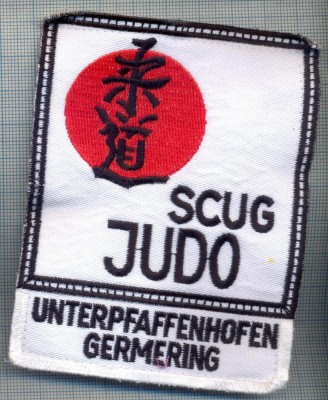 柔道
SCUG
JUDO
UNTERPFAFFENHOFEN
GERMERING